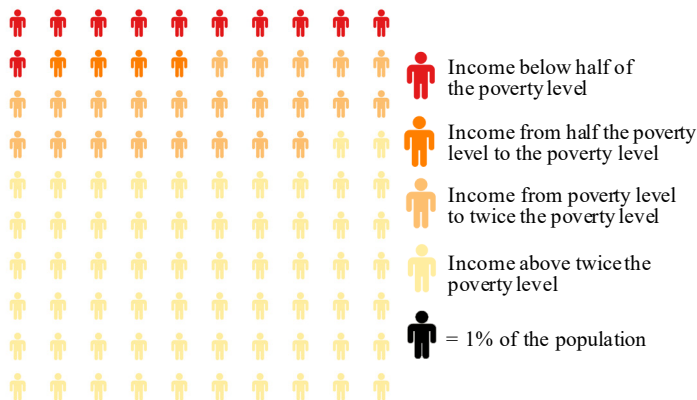 Income below half of
the poverty level
Income from half the poverty
level to the poverty level
Income from poverty level
to twice the poverty level
Income above twice the
poverty level
= 1% of the population